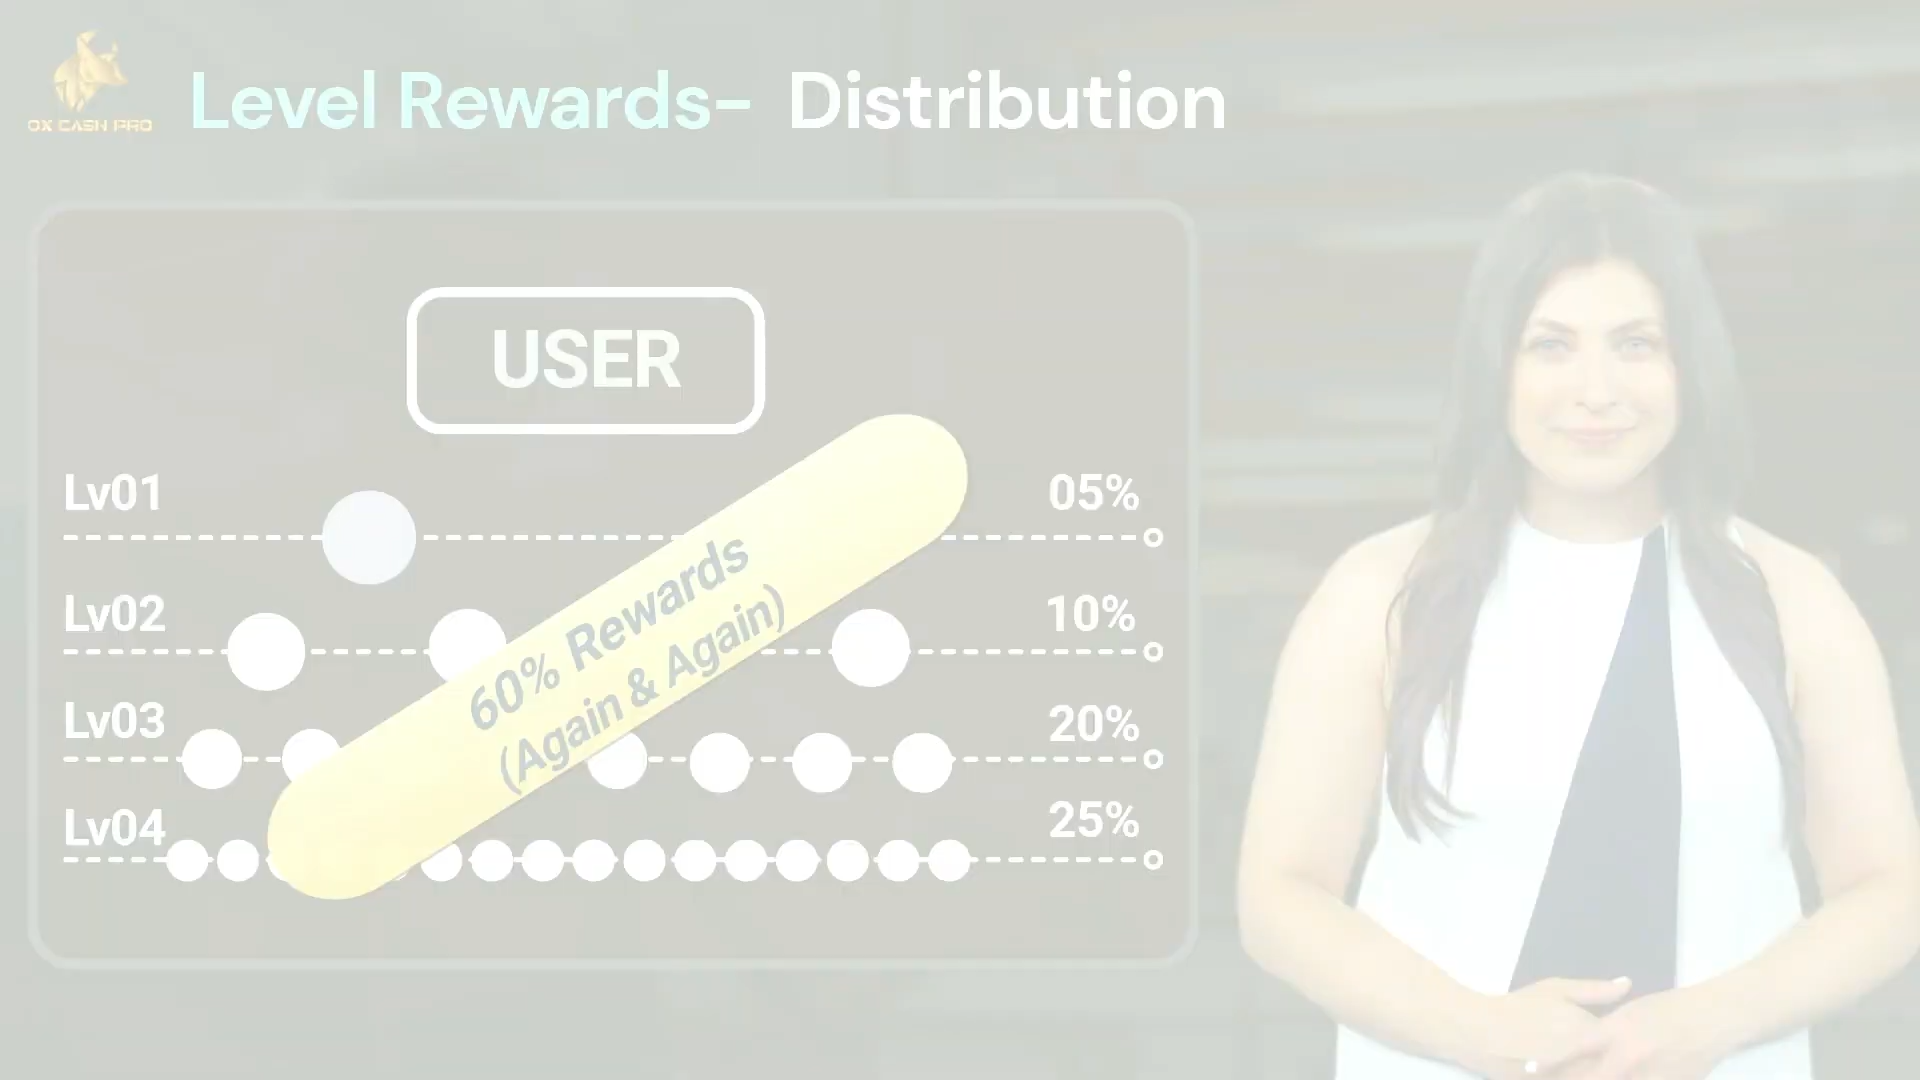 OX CASH PRO
Level Rewards- Distribution
USER
Lv01
05%
Lv02
10%
Lv03
20%
Lv04
25%
60% Rewards
(Again & Again)